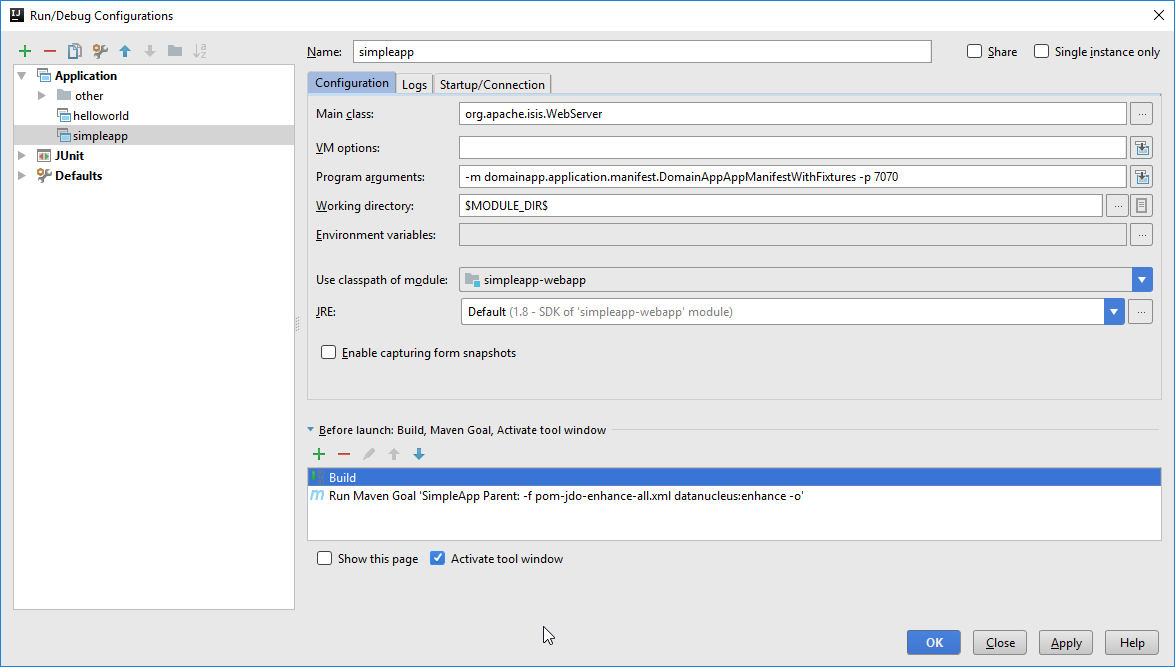 Run/Debug Configurations
Name: simpleapp Share Single instance only
Application
other
helloworld
simpleapp
JUnit
Defaults
Configuration Logs Startup/Connection
Main class: org.apache.isis.WebServer ...
VM options:
Program arguments: -m domainapp.application.manifest.DomainAppAppManifestWithFixtures -p 7070
Working directory: $MODULE_DIR$ ...
Environment variables: ...
Use classpath of module: simpleapp-webapp
JRE: Default (1.8 - SDK of 'simpleapp-webapp' module) ...
Enable capturing form snapshots
Before launch: Build, Maven Goal, Activate tool window
Build
Run Maven Goal 'SimpleApp Parent: -f pom-jdo-enhance-all.xml datanucleus:enhance -o'
Show this page Activate tool window
OK Close Apply Help